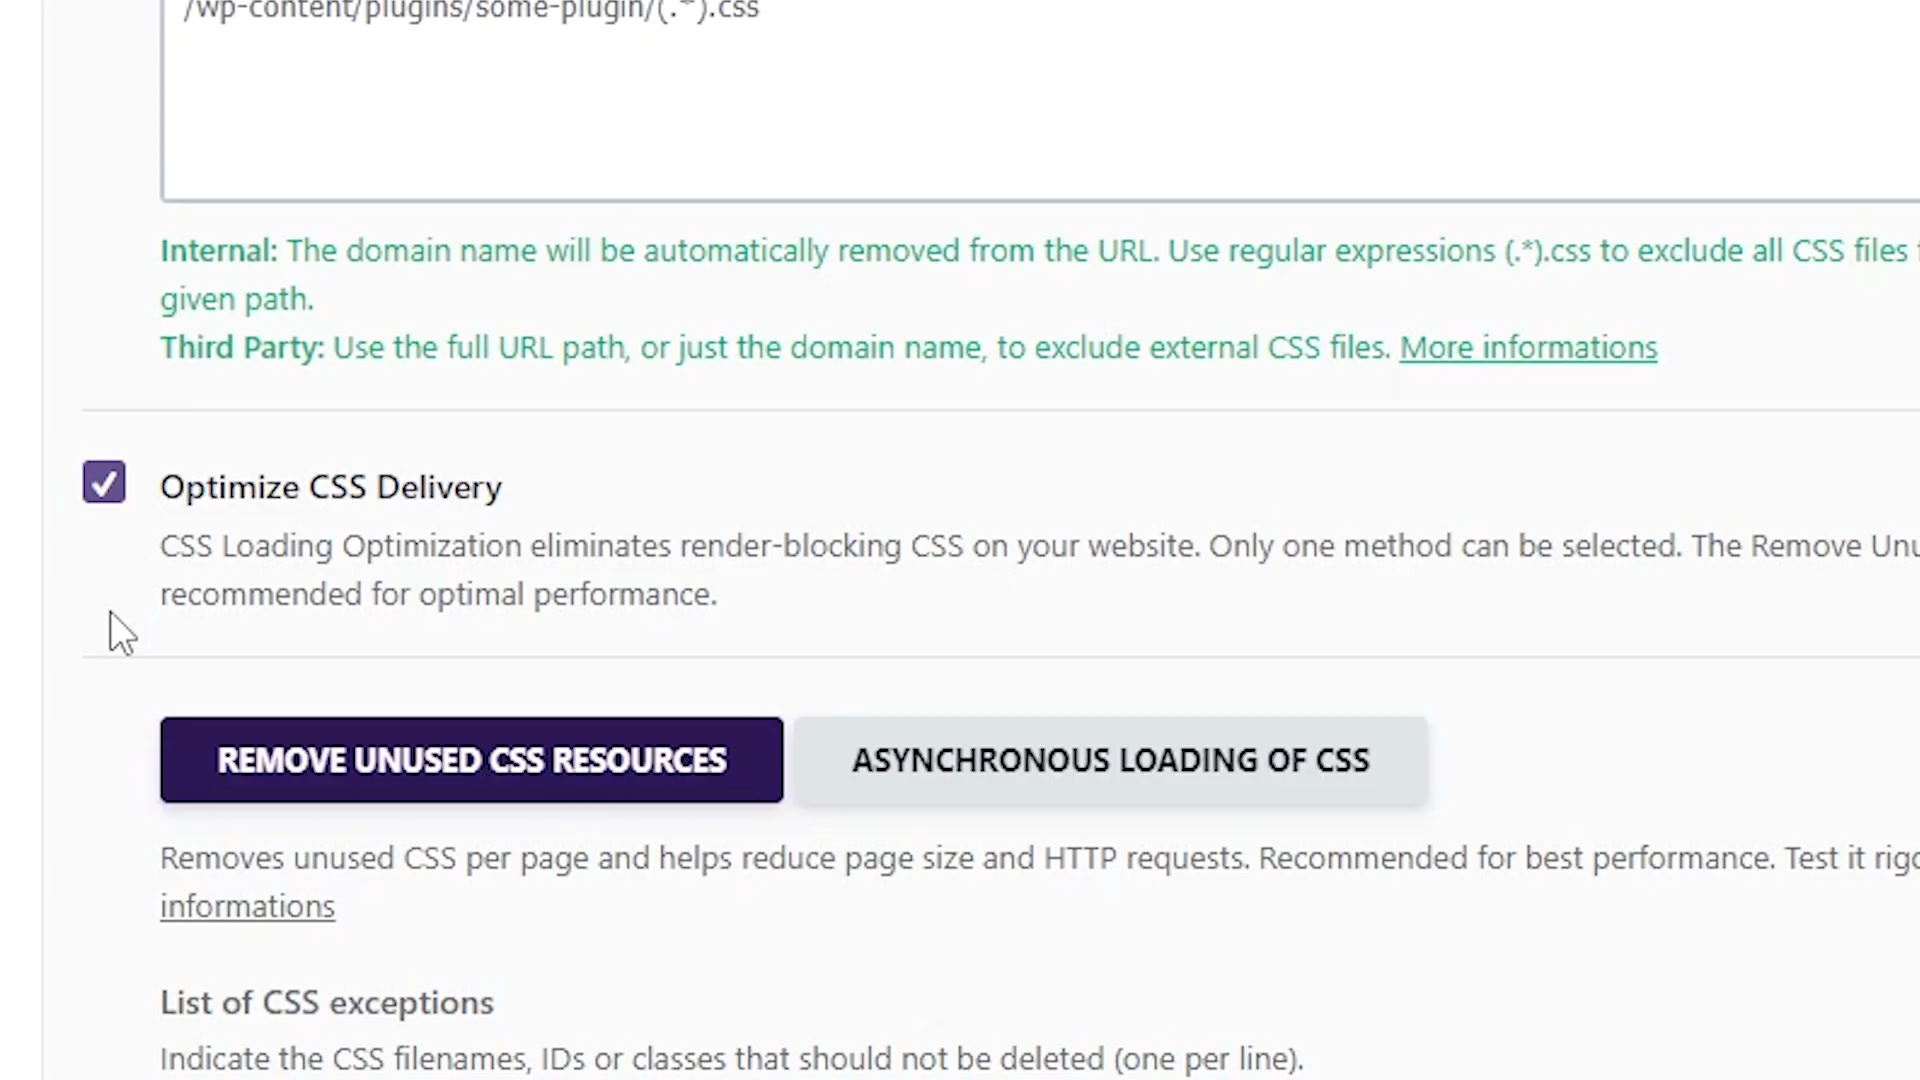 /wp-content/plugins/some-plugin/(.*).css
Internal: The domain name will be automatically removed from the URL. Use regular expressions (.*).css to exclude all CSS files
given path.
Third Party: Use the full URL path, or just the domain name, to exclude external CSS files. More informations
Optimize CSS Delivery
CSS Loading Optimization eliminates render-blocking CSS on your website. Only one method can be selected. The Remove
recommended for optimal performance.
REMOVE UNUSED CSS RESOURCES ASYNCHRONOUS LOADING OF CSS
Removes unused CSS per page and helps reduce page size and HTTP requests. Recommended for best performance. Test it
informations
List of CSS exceptions
Indicate the CSS filenames, IDs or classes that should not be deleted (one per line).